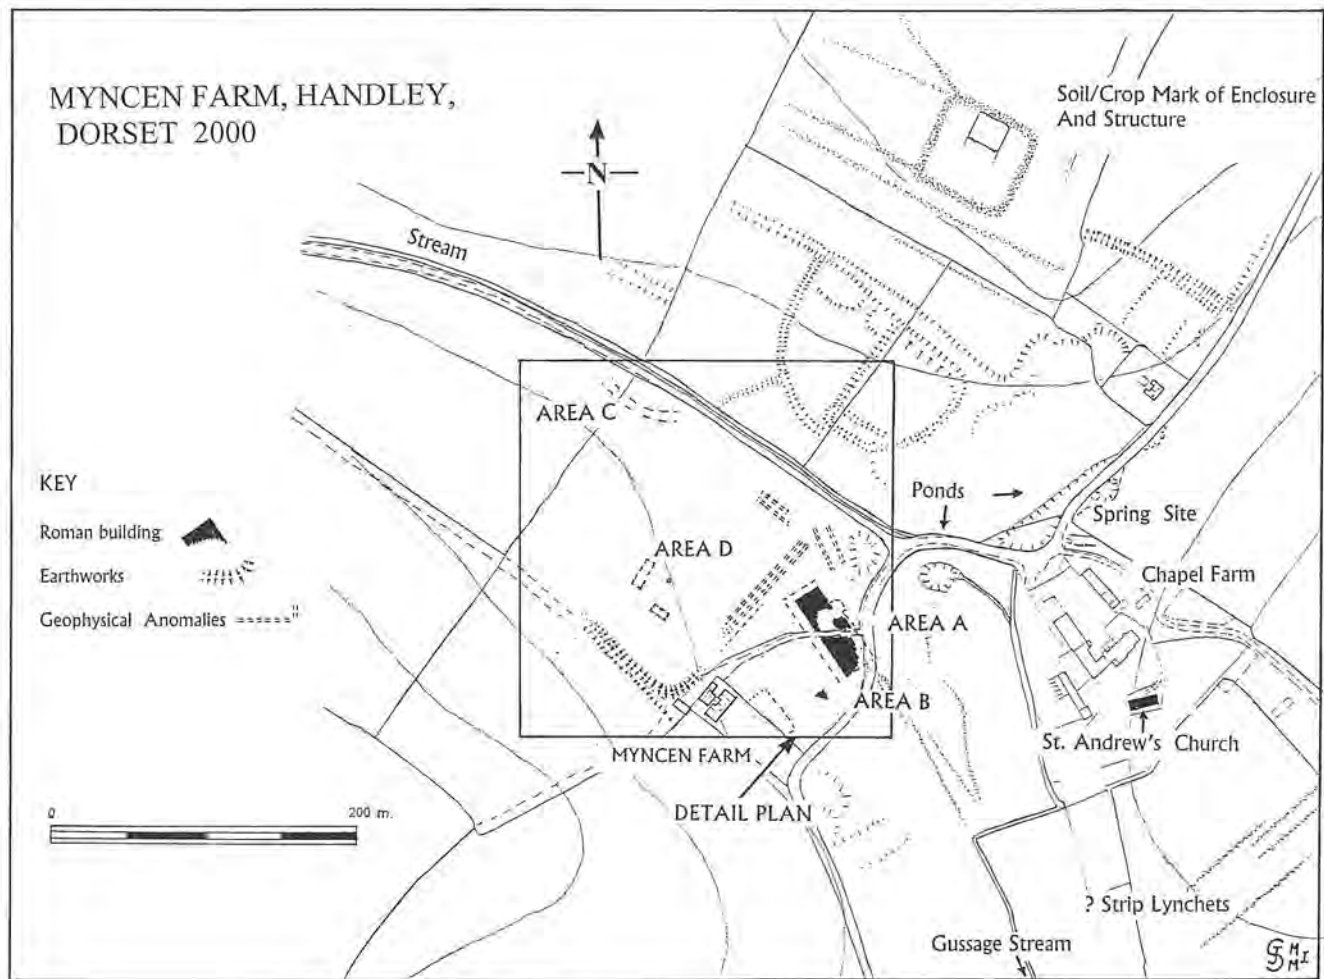 MYNCEN FARM, HANDLEY,
DORSET 2000
Soil/Crop Mark of Enclosure
And Structure
N
Stream
AREA C
KEY
Roman building
Earthworks
Geophysical Anomalies
Ponds
Spring Site
AREA D
Chapel Farm
AREA A
AREA B
St. Andrew's Church
MYNCEN FARM
DETAIL PLAN
0
200 m.
? Strip Lynchets
Gussage Stream